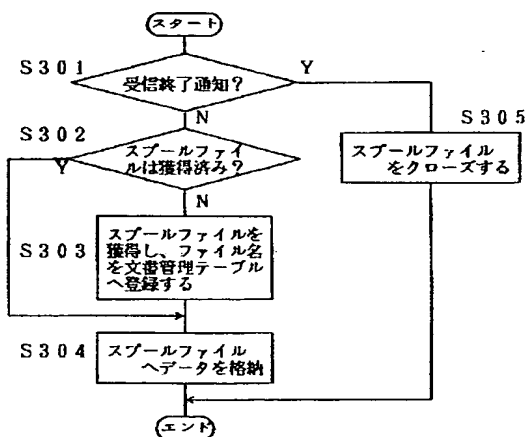 スタート
S301
受信終了通知?
Y
N
S302
スプールファイ
ルは獲得済み?
Y
N
S305
スプールファイル
をクローズする
S303
スプールファイルを
獲得し、ファイル名
を文書管理テーブル
へ登録する
S304
スプールファイル
へデータを格納
エンド